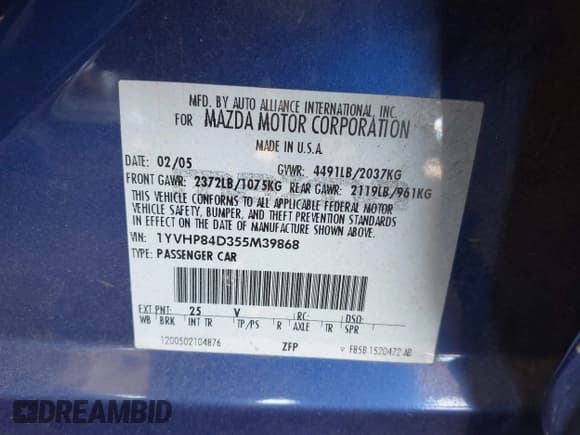 MFD. BY AUTO ALLIANCE INTERNATIONAL, INC.
FOR MAZDA MOTOR CORPORATION
MADE IN U.S.A.
DATE: 02/05 GVWR: 4491LB/2037KG
FRONT GAWR: 2372LB/1075KG REAR GAWR: 2119LB/961KG
THIS VEHICLE CONFORMS TO ALL APPLICABLE FEDERAL MOTOR
VEHICLE SAFETY, BUMPER, AND THEFT PREVENTION STANDARDS
IN EFFECT ON THE DATE OF MANUFACTURE SHOWN ABOVE.
VIN: 1YVHP84D355M39868
TYPE: PASSENGER CAR
EXT PNT: 25 V RC: DSO:
WB BRK INT TR TP/PS R AXLE TR SPR
1200502104876 ZFP V F85B 1520472 AB
DREAMBID